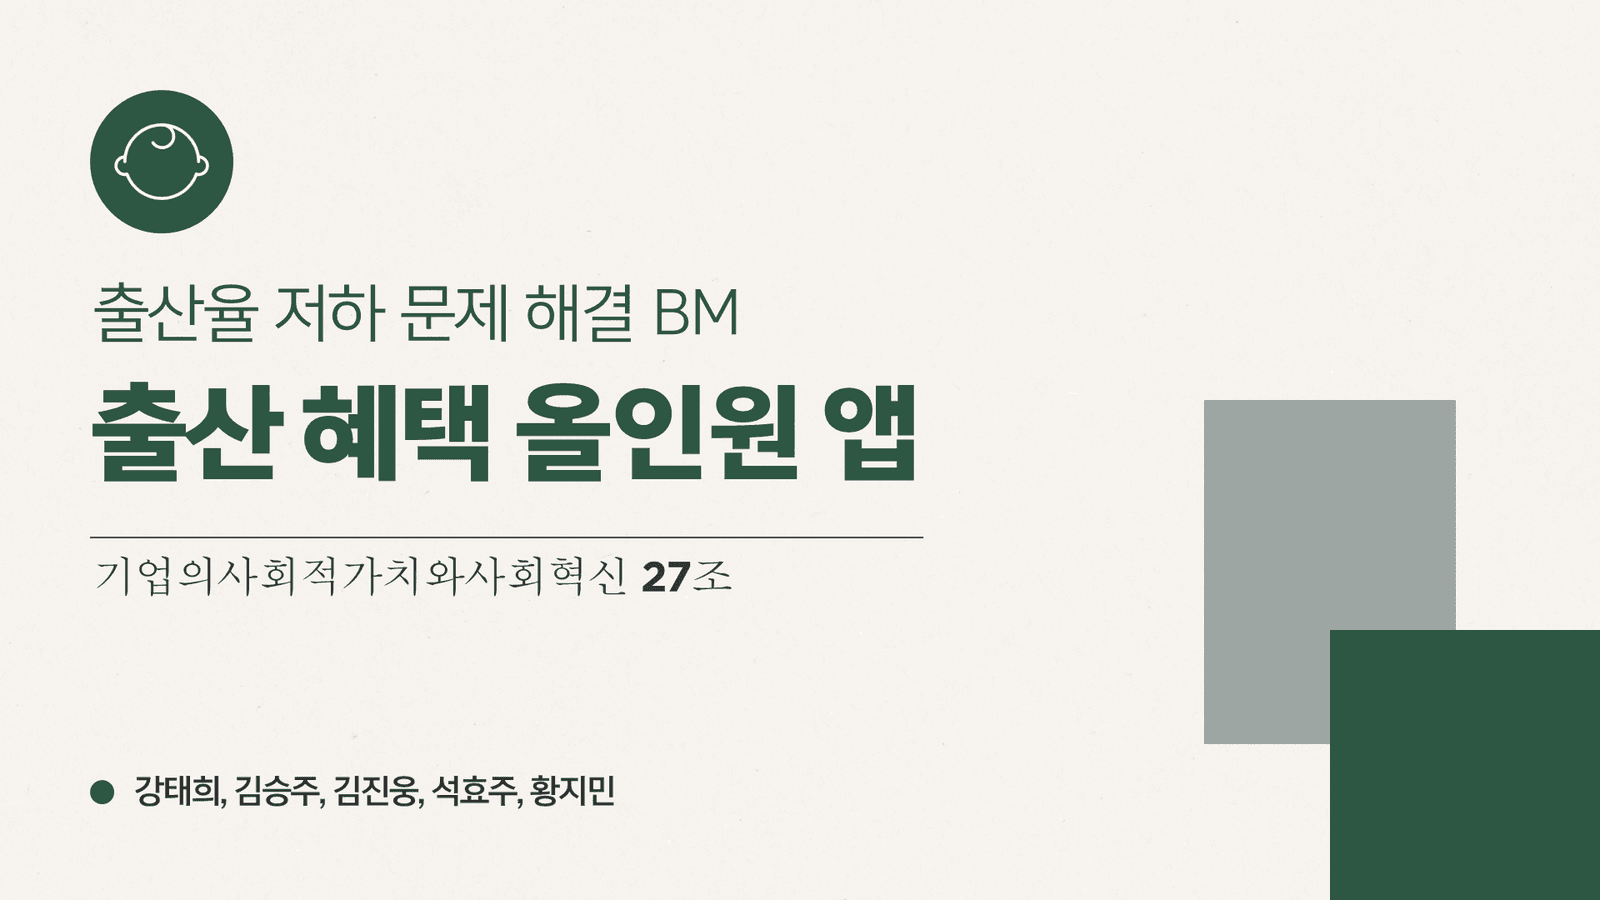 출산율 저하 문제 해결 BM
출산 혜택 올인원 앱
기업의사회적가치와사회혁신 27조
강태희, 김승주, 김진웅, 석효주, 황지민